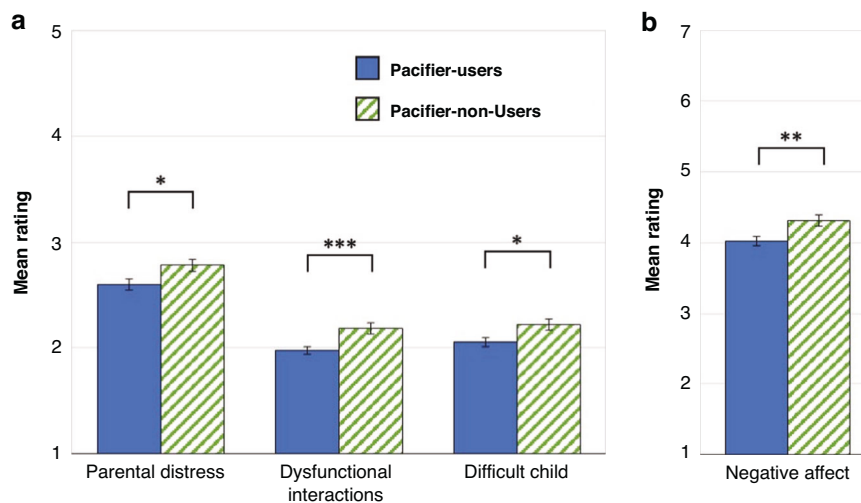 a
5
4
3
2
1
Mean rating
Pacifier-users
Pacifier-non-Users
*
***
*
Parental distress
Dysfunctional
interactions
Difficult child
b
7
6
5
4
3
2
1
Mean rating
**
Negative affect